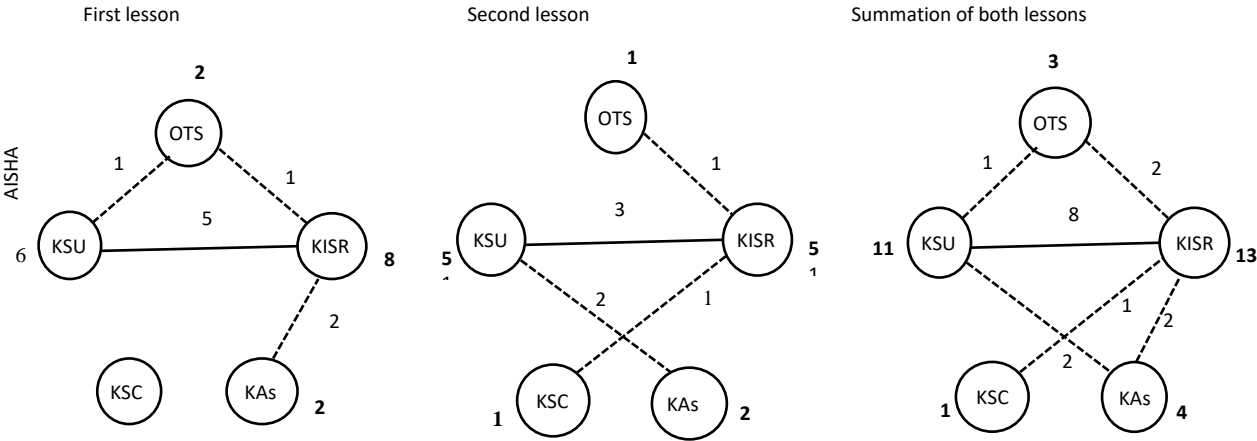 First lesson
Second lesson
Summation of both lessons
AISHA
2
OTS
1
1
5
KSU
6
KISR
8
2
KSC
KAs
2
1
OTS
1
3
KSU
5
KISR
5
2
1
KSC
1
KAs
2
3
OTS
1
2
8
KSU
11
KISR
13
1
2
2
KSC
1
KAs
4